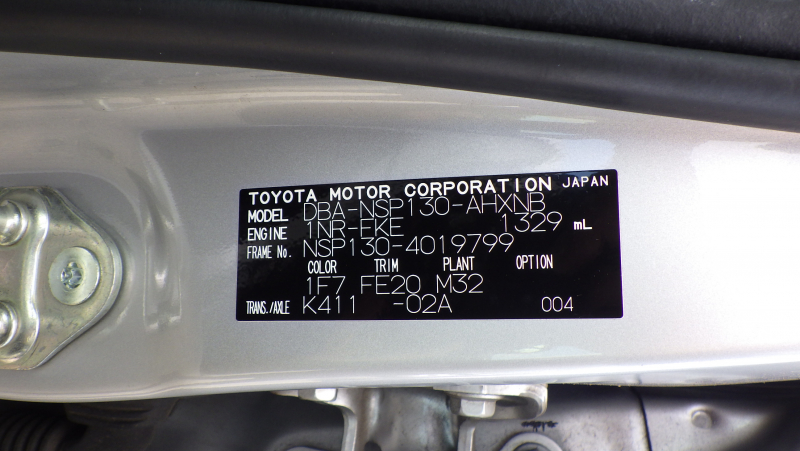 TOYOTA MOTOR CORPORATION JAPAN
MODEL DBA-NSP130-AHXNB
ENGINE 1NR-FKE 1329 mL
FRAME No. NSP130-4019799
COLOR TRIM PLANT OPTION
1F7 FE20 M32
TRANS./AXLE K411 -02A 004